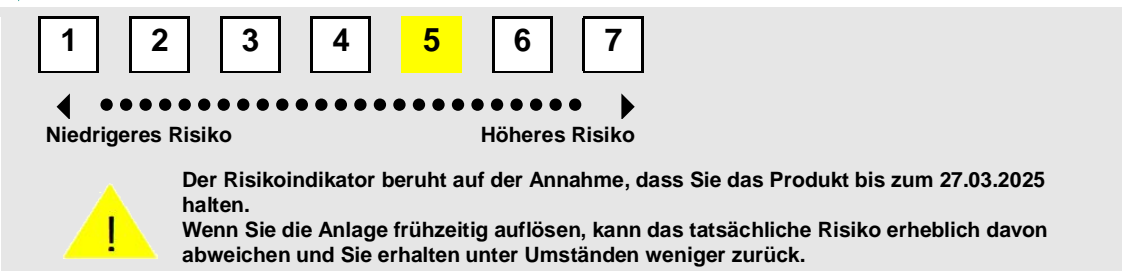 1 2 3 4 5 6 7
Niedrigeres Risiko Höheres Risiko
Der Risikoindikator beruht auf der Annahme, dass Sie das Produkt bis zum 27.03.2025
halten.
! Wenn Sie die Anlage frühzeitig auflösen, kann das tatsächliche Risiko erheblich davon
abweichen und Sie erhalten unter Umständen weniger zurück.